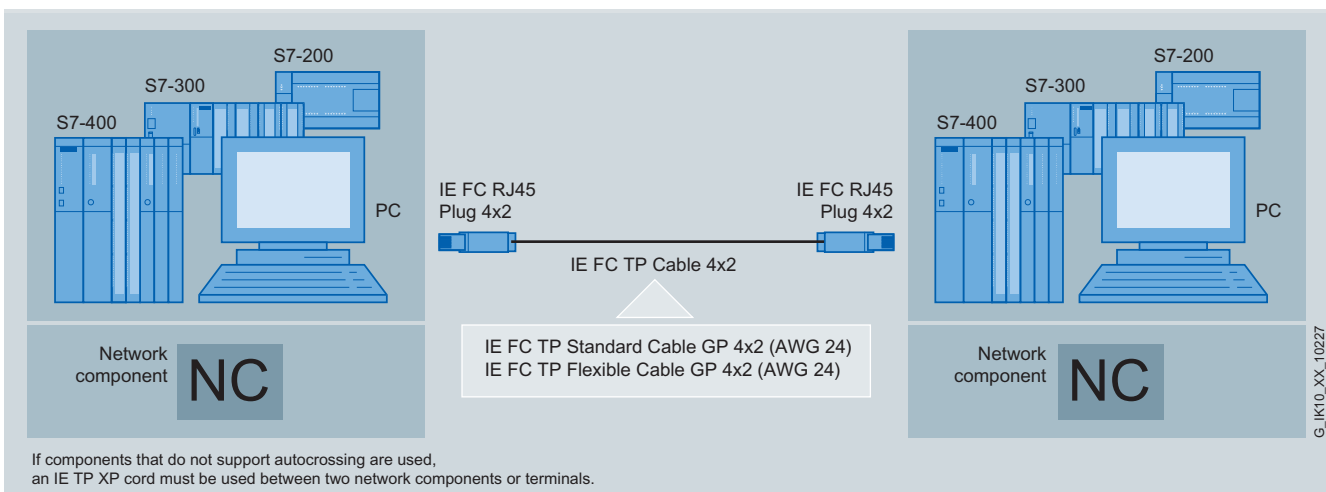 S7-200
S7-300
S7-400
PC
Network
component
NC
IE FC RJ45
Plug 4x2
IE FC RJ45
Plug 4x2
IE FC TP Cable 4x2
IE FC TP Standard Cable GP 4x2 (AWG 24)
IE FC TP Flexible Cable GP 4x2 (AWG 24)
S7-200
S7-300
S7-400
PC
Network
component
NC
G_IK10_XX_10227
If components that do not support autocrossing are used,
an IE TP XP cord must be used between two network components or terminals.